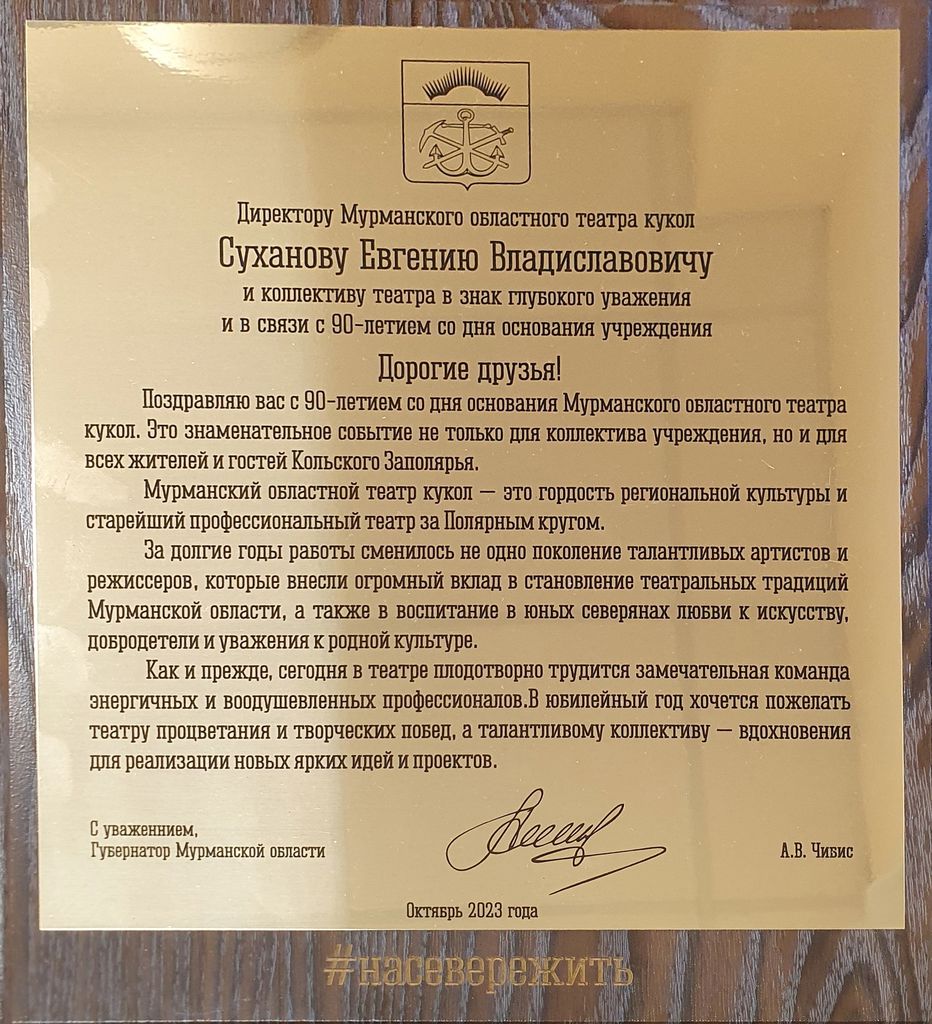 Директору Мурманского областного театра кукол
Суханову Евгению Владиславовичу
и коллективу театра в знак глубокого уважения
и в связи с 90-летием со дня основания учреждения
Дорогие друзья!
Поздравляю вас с 90-летием со дня основания Мурманского областного театра
кукол. Это знаменательное событие не только для коллектива учреждения, но и для
всех жителей и гостей Кольского Заполярья.
Мурманский областной театр кукол — это гордость региональной культуры и
старейший профессиональный театр за Полярным кругом.
За долгие годы работы сменилось не одно поколение талантливых артистов и
режиссеров, которые внесли огромный вклад в становление театральных традиций
Мурманской области, а также в воспитание в юных северянах любви к искусству,
добродетели и уважения к родной культуре.
Как и прежде, сегодня в театре плодотворно трудится замечательная команда
энергичных и воодушевленных профессионалов.В юбилейный год хочется пожелать
театру процветания и творческих побед, а талантливому коллективу — вдохновения
для реализации новых ярких идей и проектов.
С уваженнием,
Губернатор Мурманской области
А.В. Чибис
Октябрь 2023 года
#насевережить